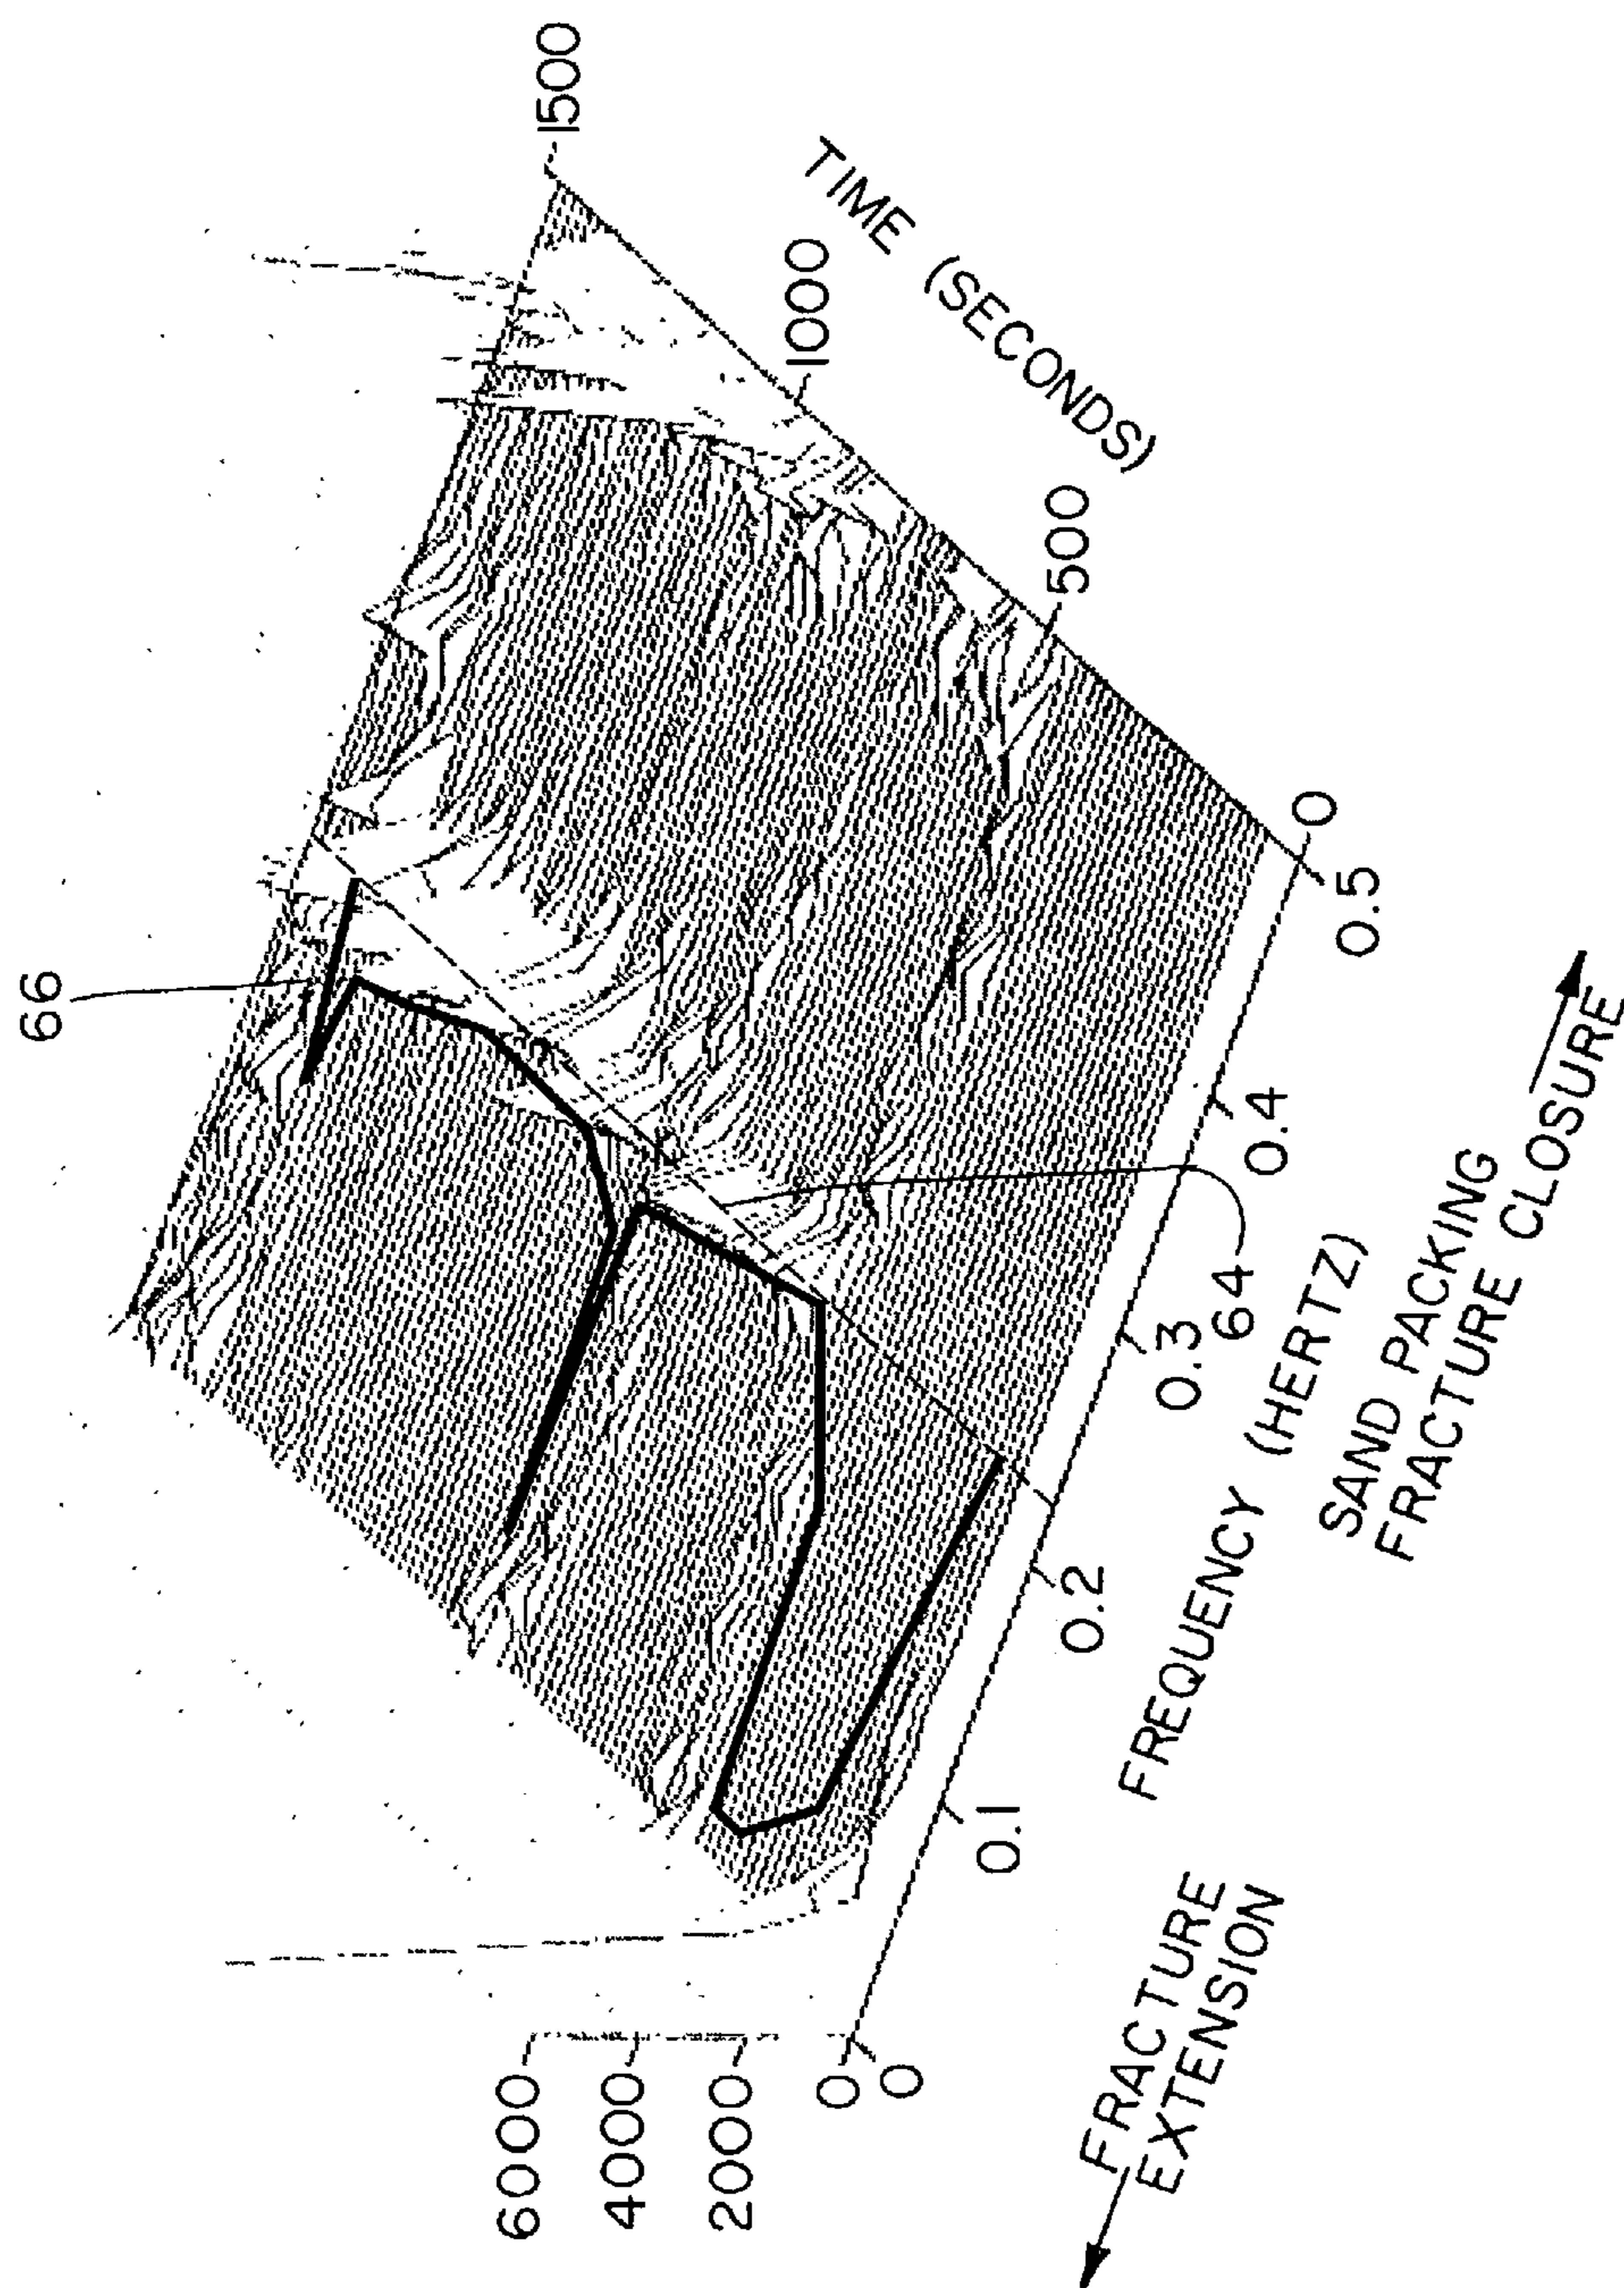 66
6000
4000
2000
0
0
0.1
0.2
0.3
0.4
0.5
FREQUENCY (HERTZ)
0
500
1000
1500
TIME (SECONDS)
64
FRACTURE
EXTENSION
SAND PACKING
FRACTURE CLOSURE